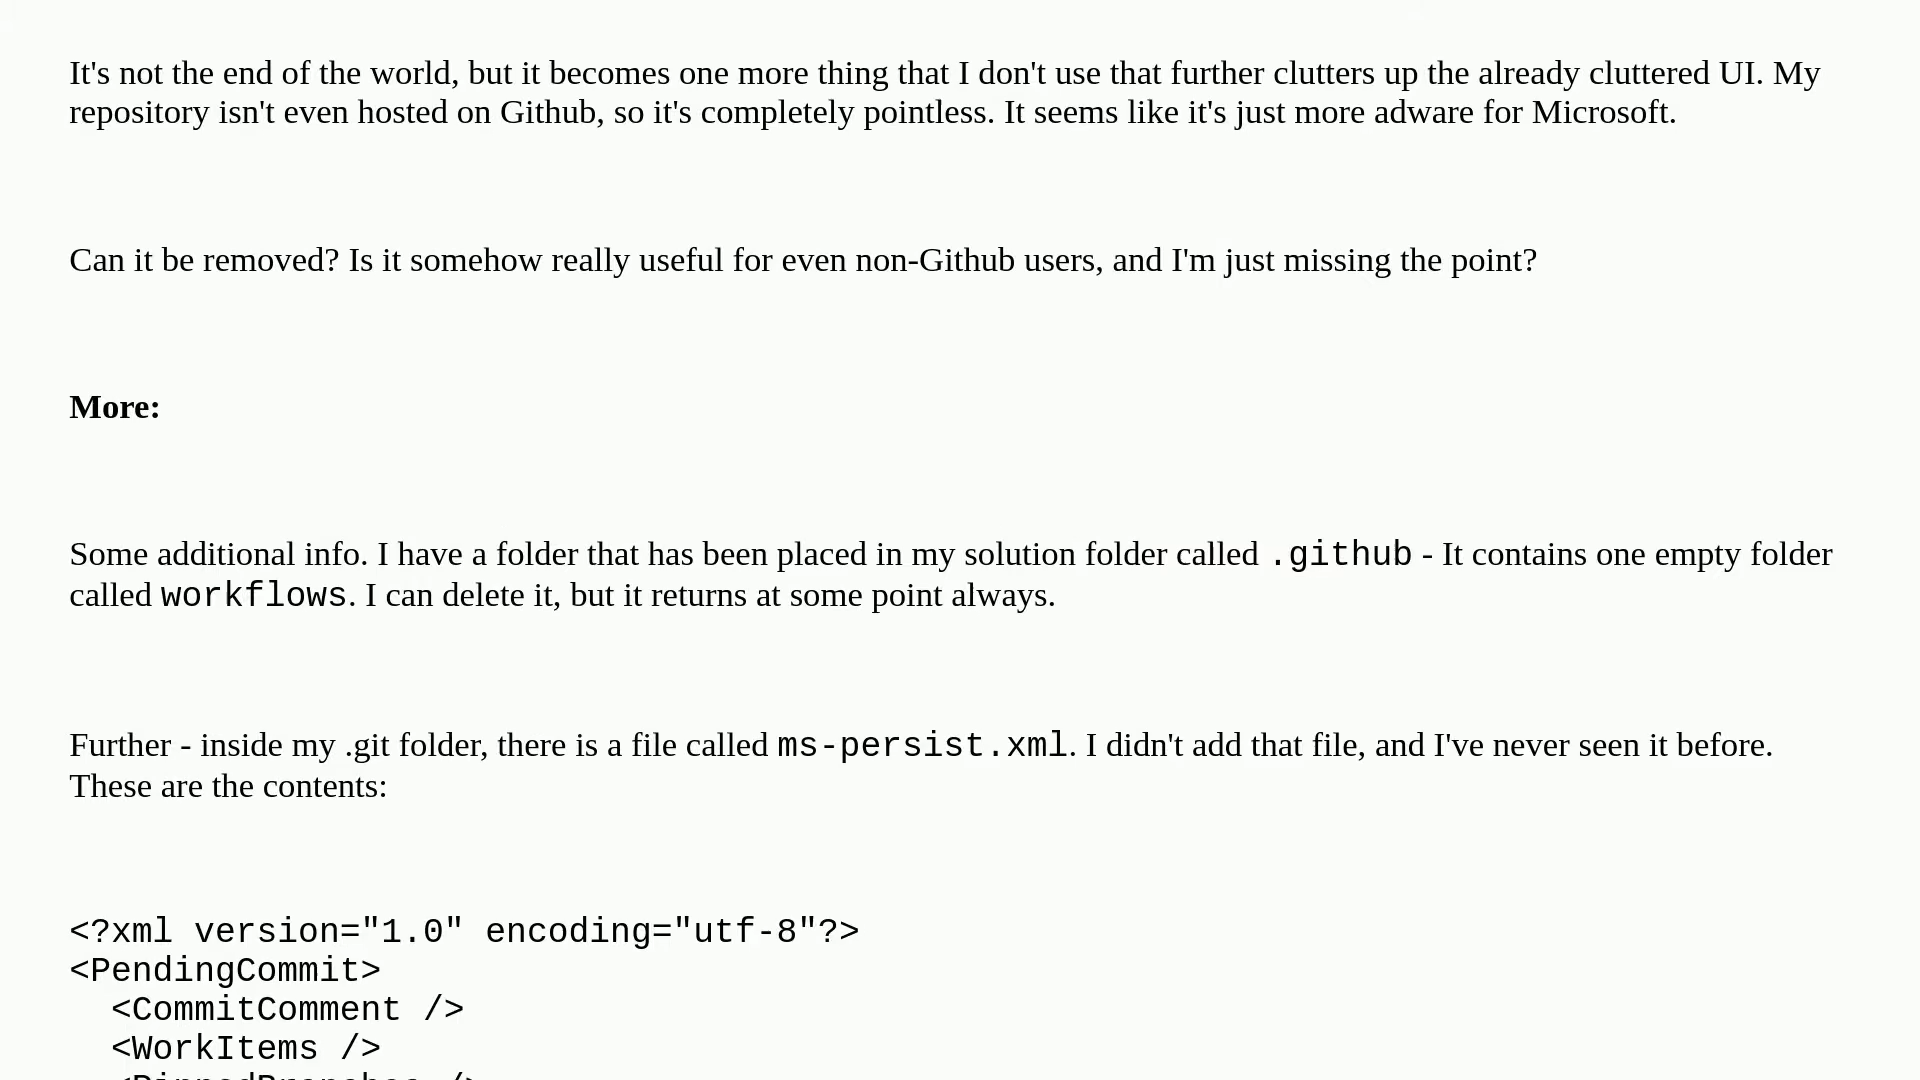 It's not the end of the world, but it becomes one more thing that I don't use that further clutters up the already cluttered UI. My
repository isn't even hosted on Github, so it's completely pointless. It seems like it's just more adware for Microsoft.
Can it be removed? Is it somehow really useful for even non-Github users, and I'm just missing the point?
More:
Some additional info. I have a folder that has been placed in my solution folder called .github - It contains one empty folder
called workflows. I can delete it, but it returns at some point always.
Further - inside my .git folder, there is a file called ms-persist.xml. I didn't add that file, and I've never seen it before.
These are the contents:
<?xml version="1.0" encoding="utf-8"?>
<PendingCommit>
  <CommitComment />
  <WorkItems />